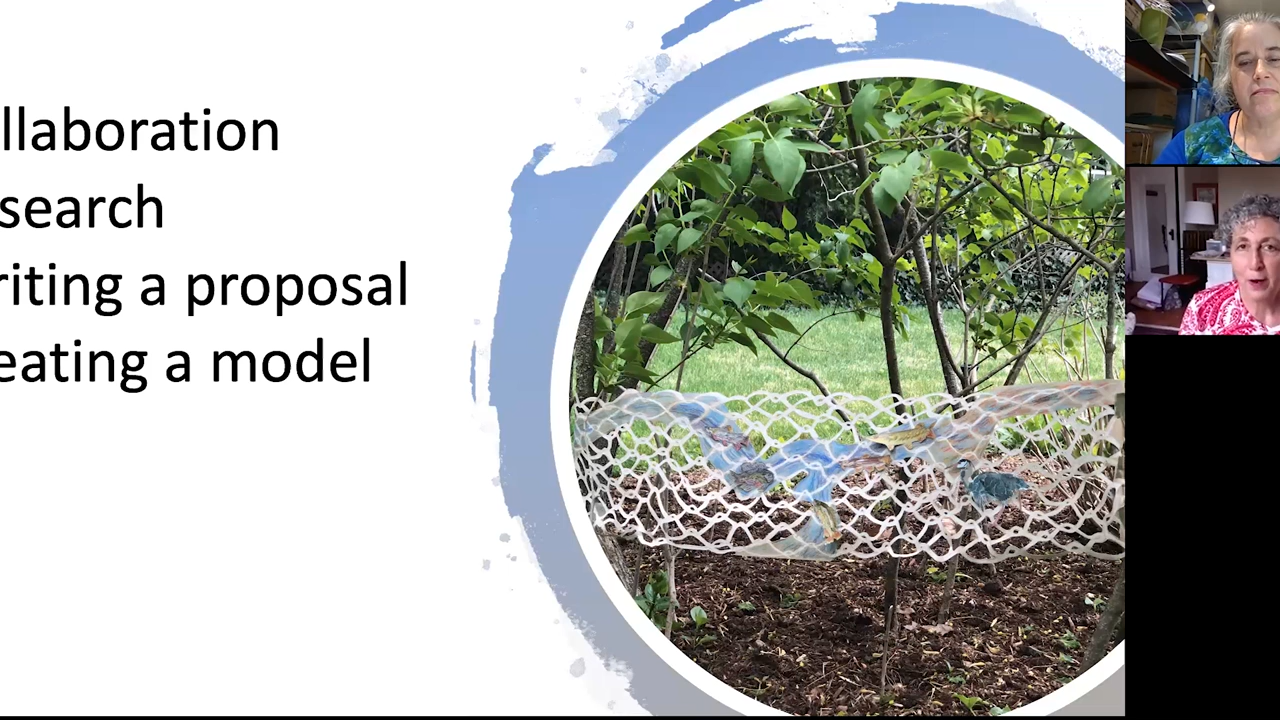 llaboration
search
riting a proposal
eating a model